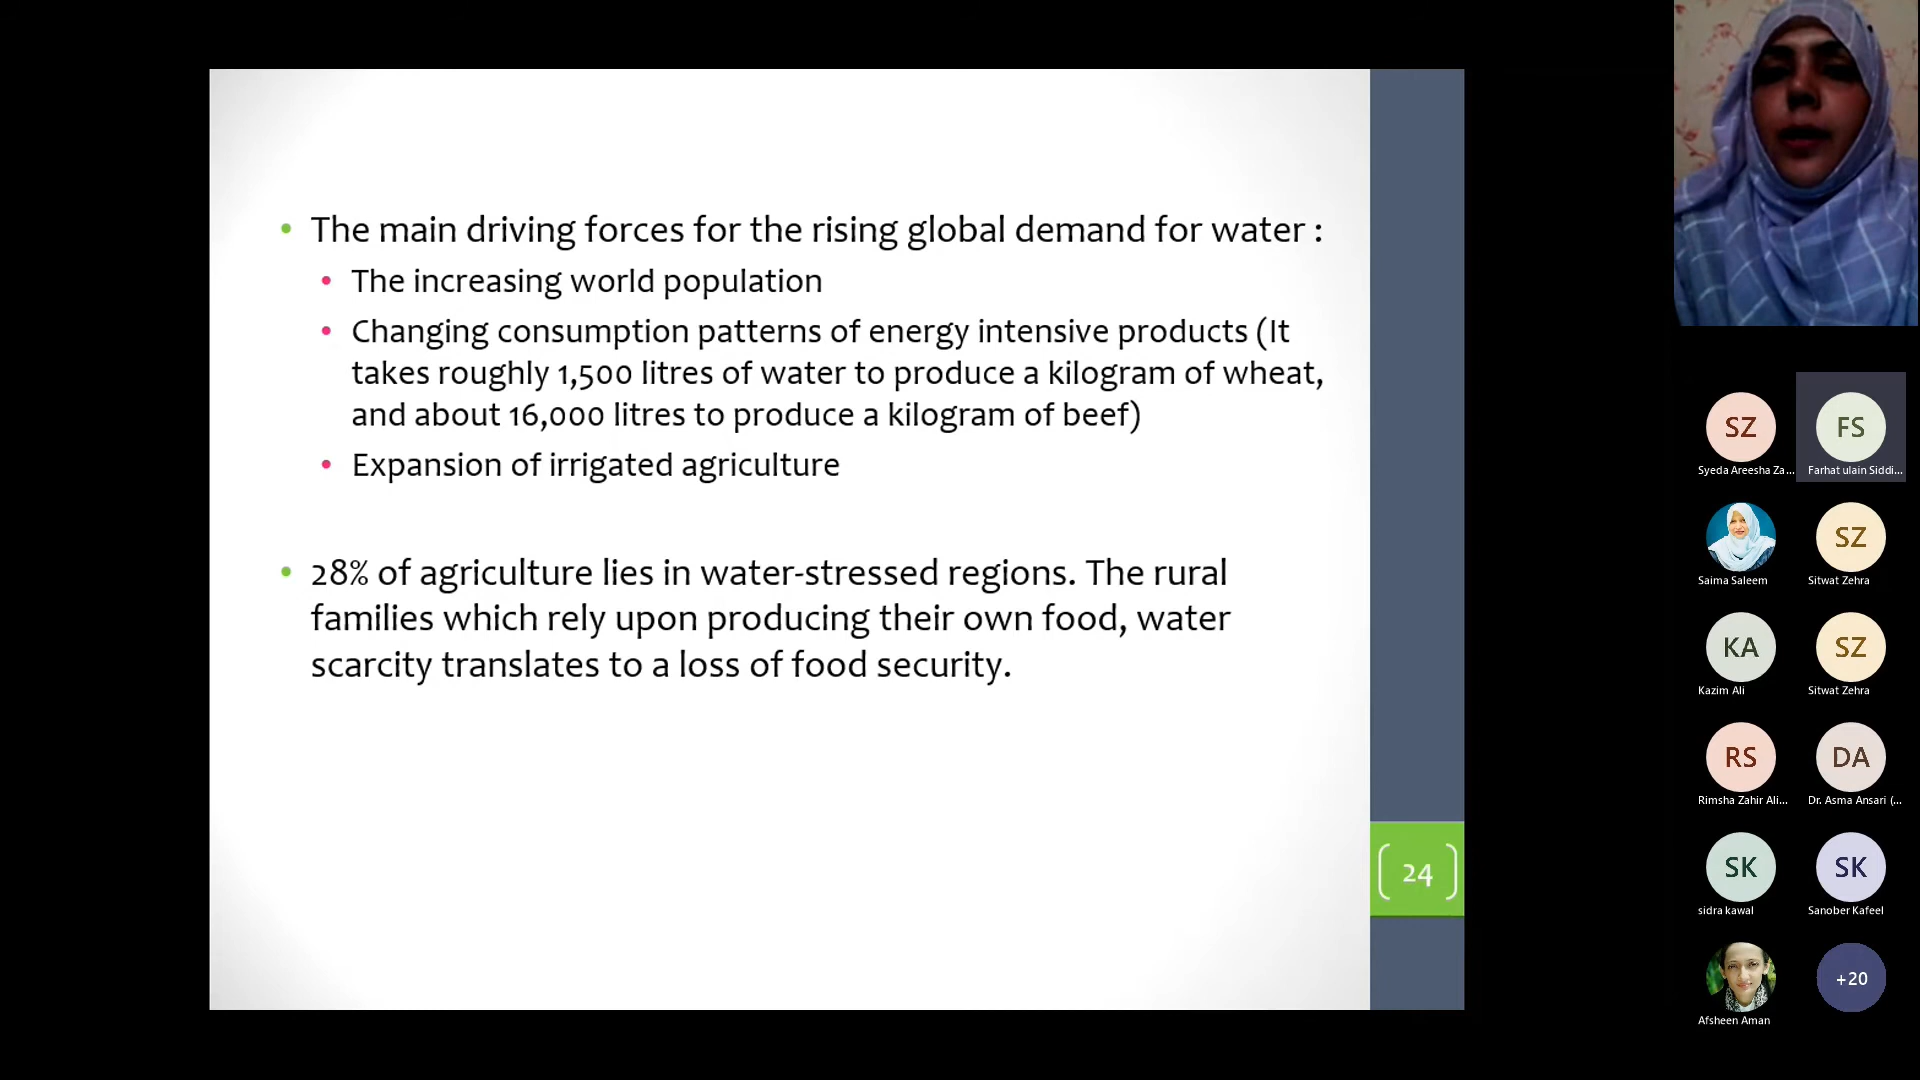 • The main driving forces for the rising global demand for water :
• The increasing world population
• Changing consumption patterns of energy intensive products (It
takes roughly 1,500 litres of water to produce a kilogram of wheat,
and about 16,000 litres to produce a kilogram of beef)
• Expansion of irrigated agriculture
• 28% of agriculture lies in water-stressed regions. The rural
families which rely upon producing their own food, water
scarcity translates to a loss of food security.
24
SZ
Syeda Areesha Za...
FS
Farhat ulain Siddi...
Saima Saleem
SZ
Sitwat Zehra
KA
Kazim Ali
SZ
Sitwat Zehra
RS
Rimsha Zahir Ali...
DA
Dr. Asma Ansari (...
SK
sidra kawal
SK
Sanober Kafeel
Afsheen Aman
+20